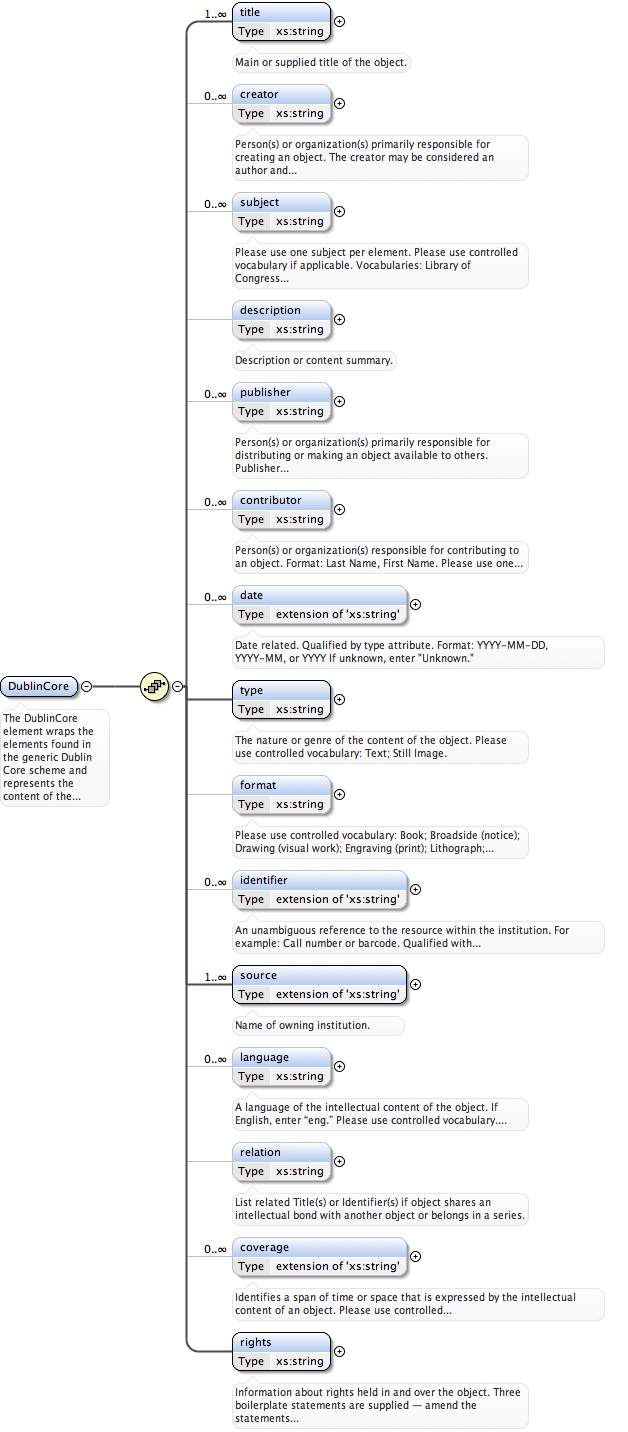 1..∞
title
Type xs:string
Main or supplied title of the object.
0..∞
creator
Type xs:string
Person(s) or organization(s) primarily responsible for
creating an object. The creator may be considered an
author and...
0..∞
subject
Type xs:string
Please use one subject per element. Please use controlled
vocabulary if applicable. Vocabularies: Library of
Congress...
description
Type xs:string
Description or content summary.
0..∞
publisher
Type xs:string
Person(s) or organization(s) primarily responsible for
distributing or making an object available to others.
Publisher...
0..∞
contributor
Type xs:string
Person(s) or organization(s) responsible for contributing to
an object. Format: Last Name, First Name. Please use one...
0..∞
date
Type extension of 'xs:string'
Date related. Qualified by type attribute. Format: YYYY-MM-DD,
YYYY-MM, or YYYY If unknown, enter "Unknown."
DublinCore
The DublinCore
element wraps the
elements found in
the generic Dublin
Core scheme and
represents the
content of the...
type
Type xs:string
The nature or genre of the content of the object. Please
use controlled vocabulary: Text; Still Image.
format
Type xs:string
Please use controlled vocabulary: Book; Broadside (notice);
Drawing (visual work); Engraving (print); Lithograph;...
0..∞
identifier
Type extension of 'xs:string'
An unambiguous reference to the resource within the institution. For
example: Call number or barcode. Qualified with...
1..∞
source
Type extension of 'xs:string'
Name of owning institution.
0..∞
language
Type xs:string
A language of the intellectual content of the object. If
English, enter “eng.” Please use controlled vocabulary....
relation
Type xs:string
List related Title(s) or Identifier(s) if object shares an
intellectual bond with another object or belongs in a series.
0..∞
coverage
Type extension of 'xs:string'
Identifies a span of time or space that is expressed by the intellectual
content of an object. Please use controlled...
rights
Type xs:string
Information about rights held in and over the object. Three
boilerplate statements are supplied — amend the
statements...